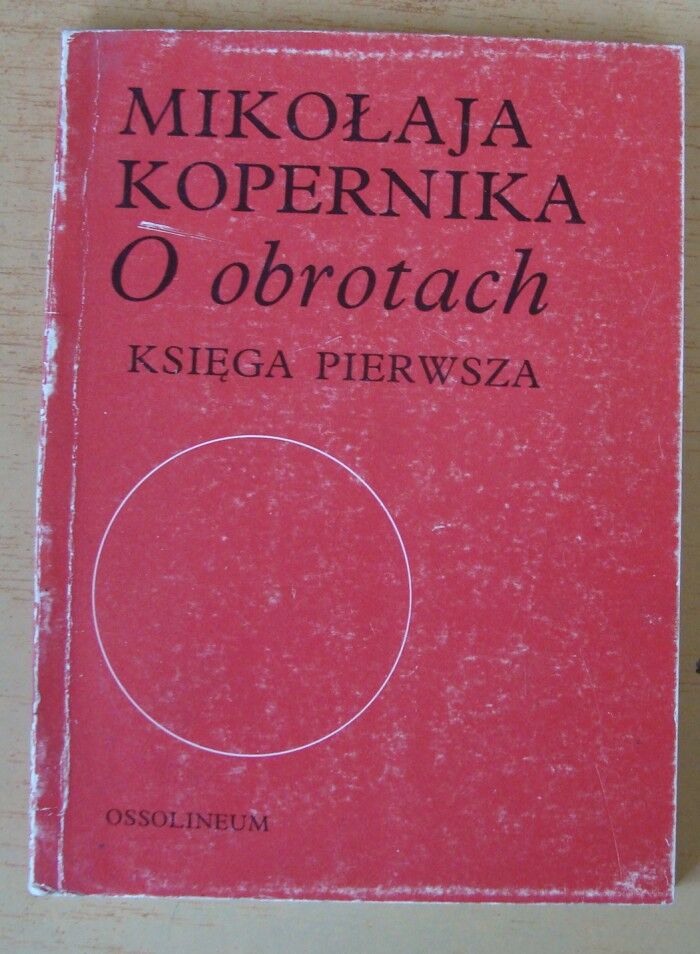 MIKOŁAJA
KOPERNIKA
O obrotach
KSIĘGA PIERWSZA
OSSOLINEUM